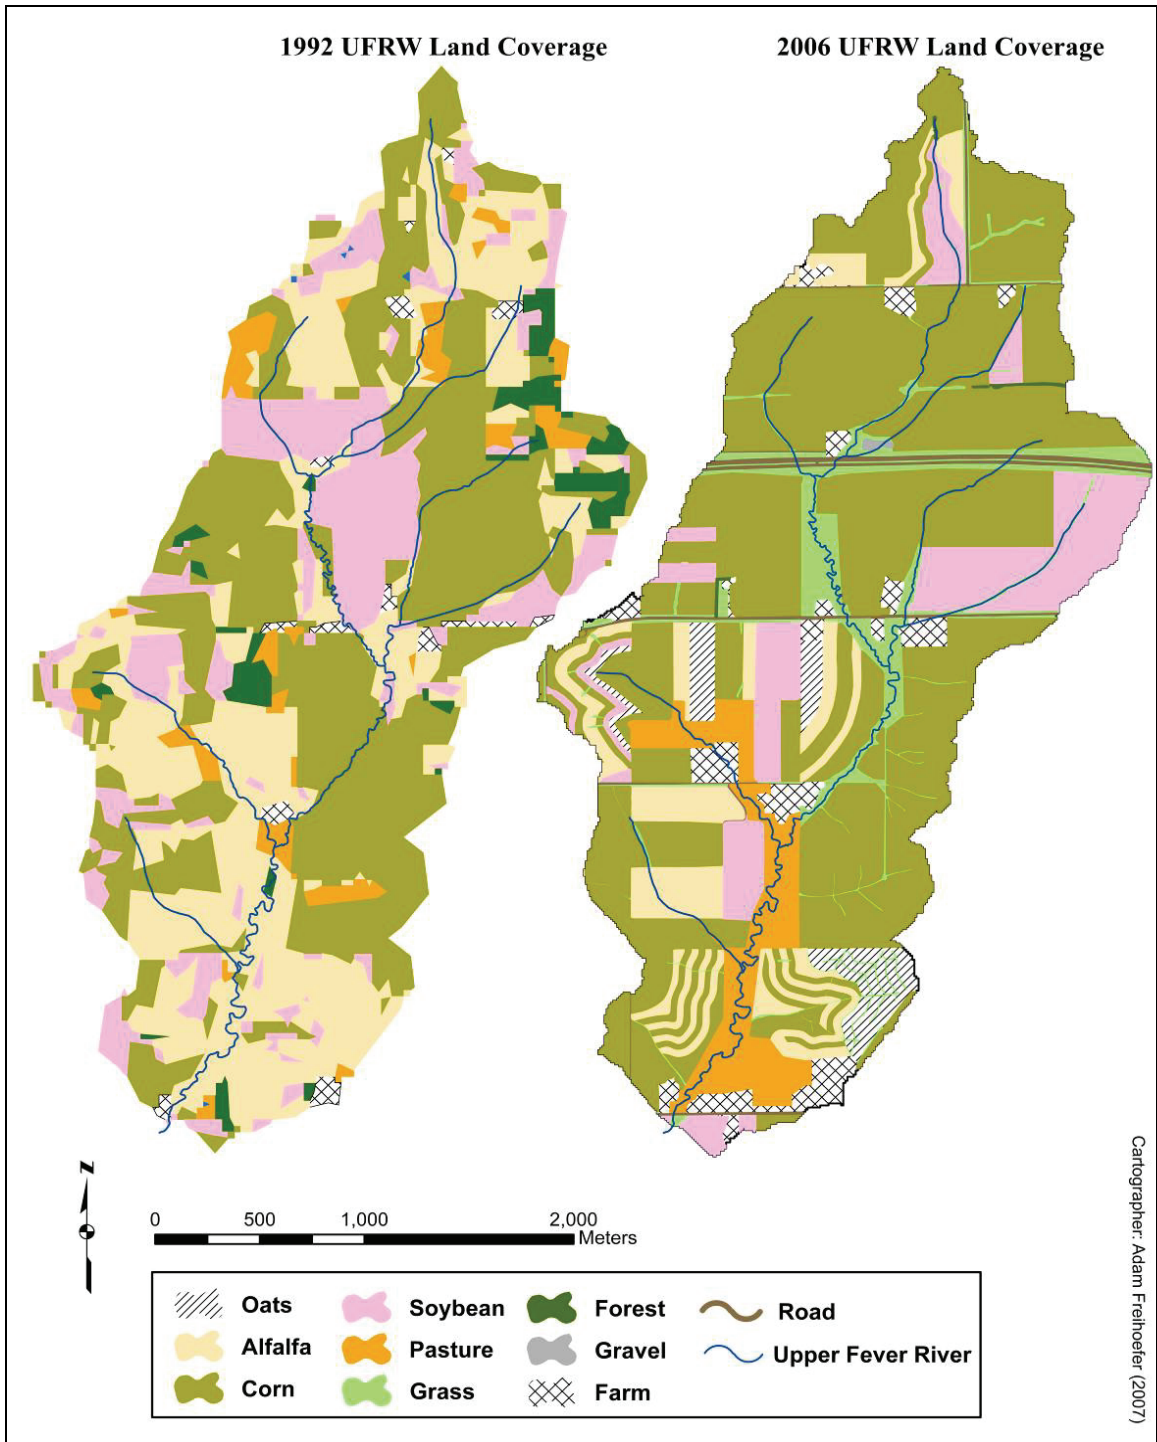 1992 UFRW Land Coverage
2006 UFRW Land Coverage
Cartographer: Adam Freihoefer (2007)
N
0 500 1,000 2,000
Meters
Oats
Alfalfa
Corn
Soybean
Pasture
Grass
Forest
Gravel
Farm
Road
Upper Fever River